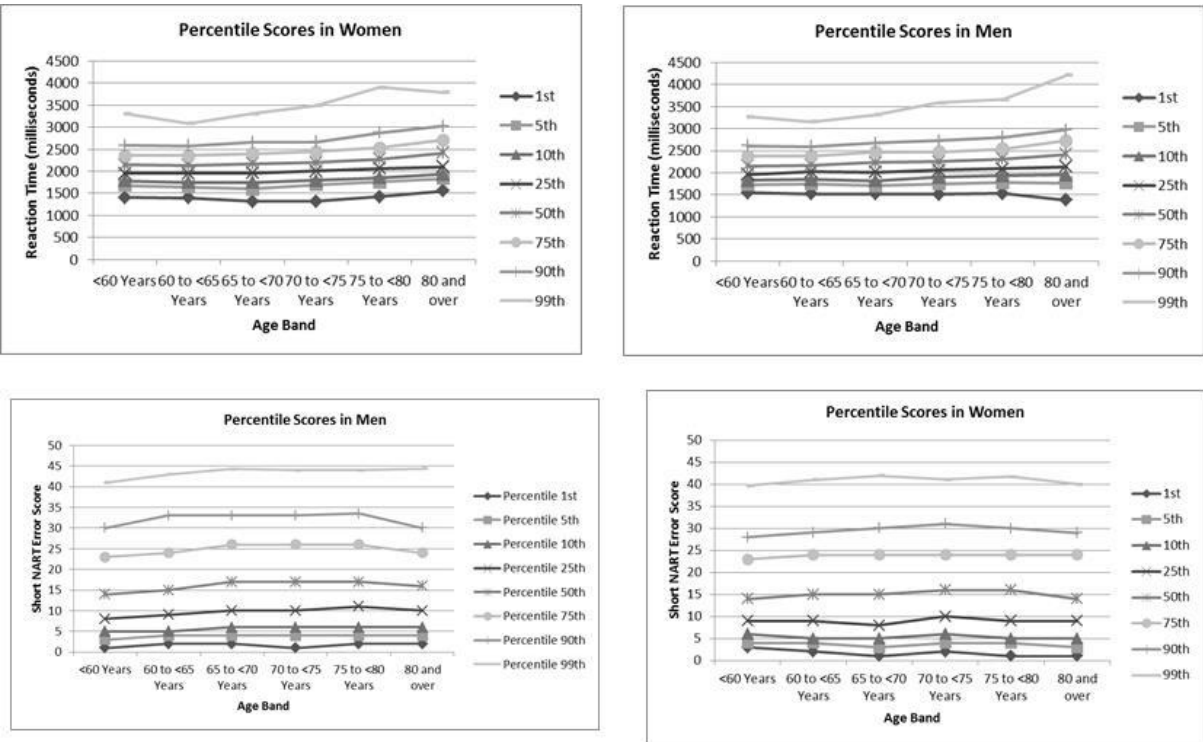 Percentile Scores in Women
Reaction Time (milliseconds)
4500
4000
3500
3000
2500
2000
1500
1000
500
0
<60 Years 60 to <65 65 to <70 70 to <75 75 to <80 80 and
Years Years Years Years over
Age Band
1st
5th
10th
25th
50th
75th
90th
99th
Percentile Scores in Men
Reaction Time (milliseconds)
4500
4000
3500
3000
2500
2000
1500
1000
500
0
<60 Years 60 to <65 65 to <70 70 to <75 75 to <80 80 and
Years Years Years Years over
Age Band
1st
5th
10th
25th
50th
75th
90th
99th
Percentile Scores in Men
Short NART Error Score
50
45
40
35
30
25
20
15
10
5
0
<60 Years 60 to <65 65 to <70 70 to <75 75 to <80 80 and
Years Years Years Years over
Age Band
Percentile 1st
Percentile 5th
Percentile 10th
Percentile 25th
Percentile 50th
Percentile 75th
Percentile 90th
Percentile 99th
Percentile Scores in Women
Short NART Error Score
50
45
40
35
30
25
20
15
10
5
0
<60 Years 60 to <65 65 to <70 70 to <75 75 to <80 80 and
Years Years Years Years over
Age Band
1st
5th
10th
25th
50th
75th
90th
99th